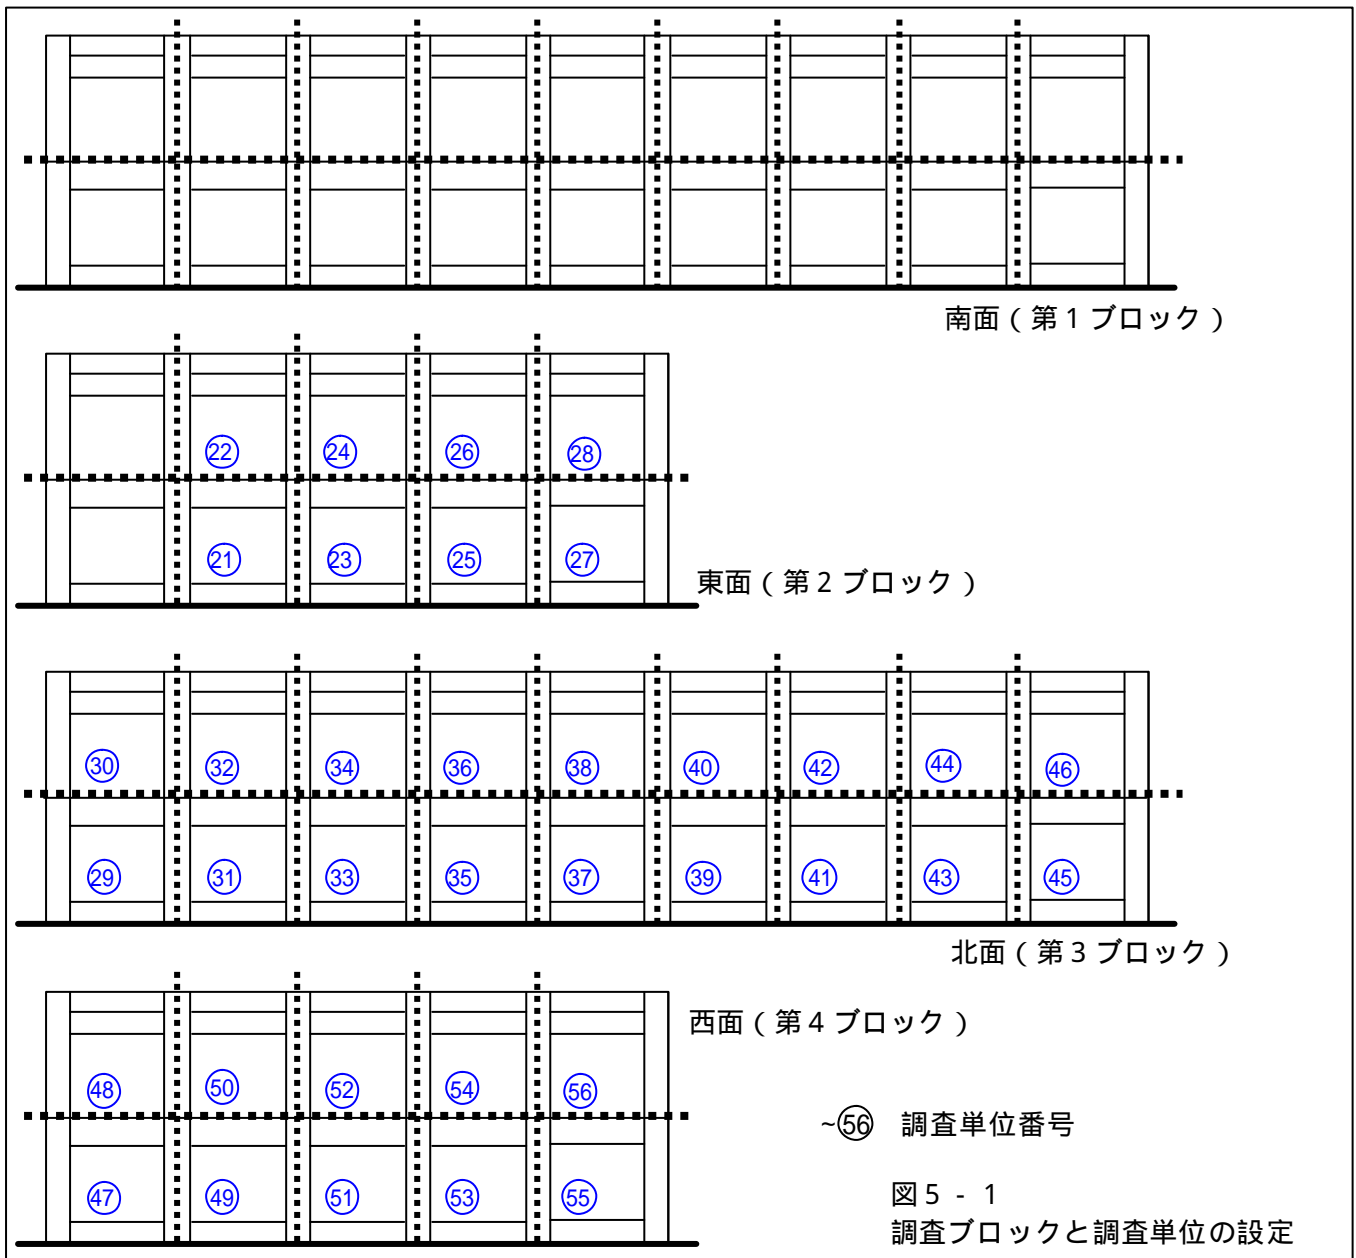 南面(第1ブロック)
22 24 26 28
21 23 25 27
東面(第2ブロック)
30 32 34 36 38 40 42 44 46
29 31 33 35 37 39 41 43 45
北面(第3ブロック)
西面(第4ブロック)
48 50 52 54 56
~56 調査単位番号
47 49 51 53 55
図5-1
調査ブロックと調査単位の設定